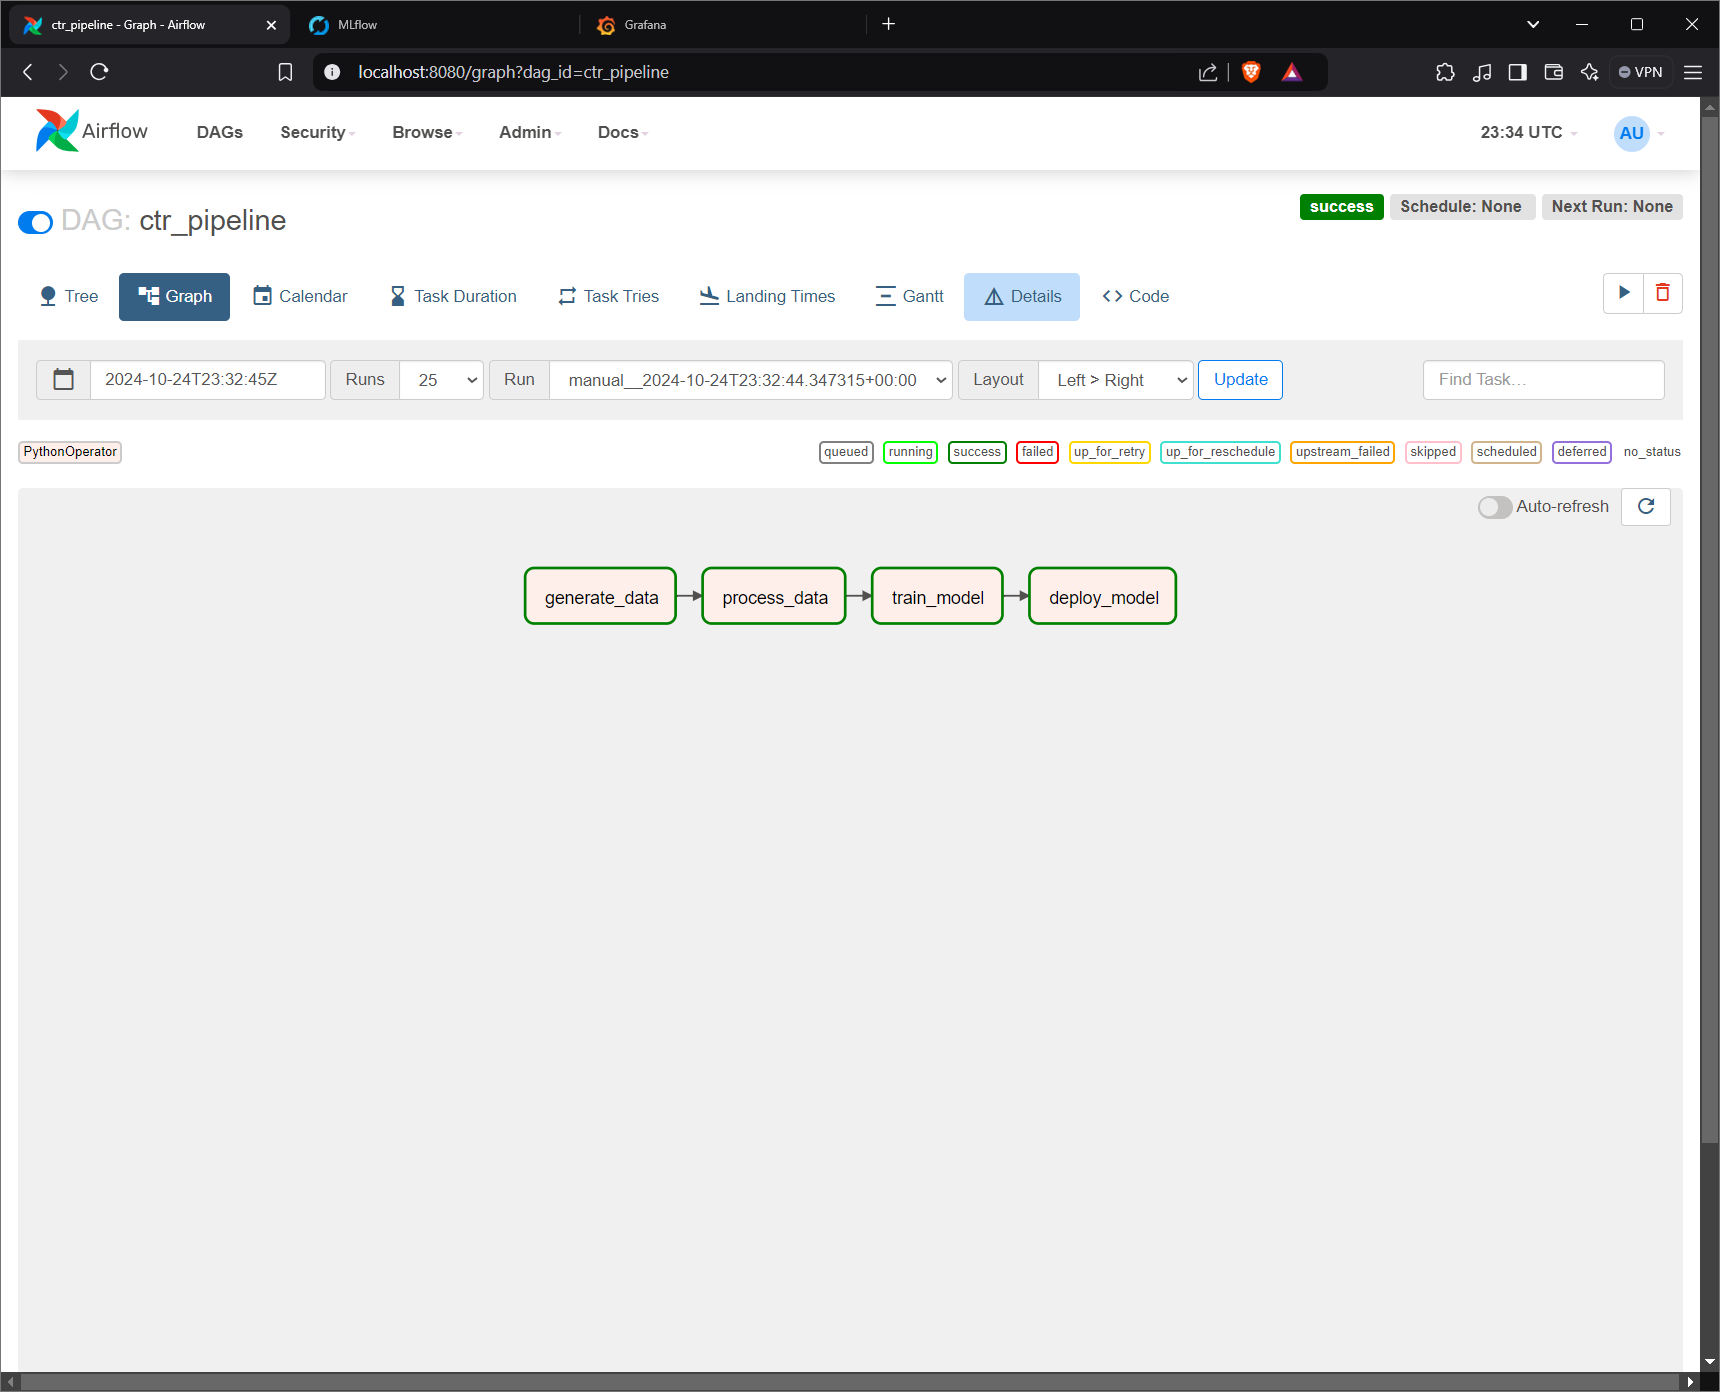 ctr_pipeline - Graph - Airflow
MLflow
Grafana
localhost:8080/graph?dag_id=ctr_pipeline
VPN
Airflow
DAGs
Security
Browse
Admin
Docs
23:34 UTC
AU
DAG: ctr_pipeline
success
Schedule: None
Next Run: None
Tree
Graph
Calendar
Task Duration
Task Tries
Landing Times
Gantt
Details
Code
2024-10-24T23:32:45Z
Runs
25
Run
manual__2024-10-24T23:32:44.347315+00:00
Layout
Left > Right
Update
Find Task…
PythonOperator
queued
running
success
failed
up_for_retry
up_for_reschedule
upstream_failed
skipped
scheduled
deferred
no_status
Auto-refresh
generate_data
process_data
train_model
deploy_model